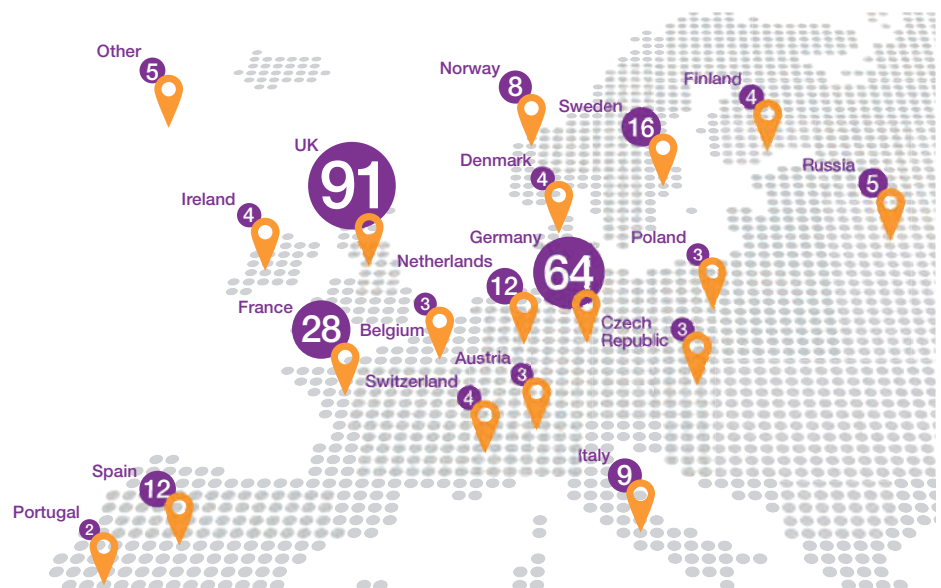 Other
5
Norway
8
Finland
4
Sweden
16
UK
91
Denmark
4
Russia
5
Ireland
4
Germany
64
Poland
3
Netherlands
12
France
28
Belgium
3
Czech
Republic
3
Austria
3
Switzerland
4
Italy
9
Spain
12
Portugal
2